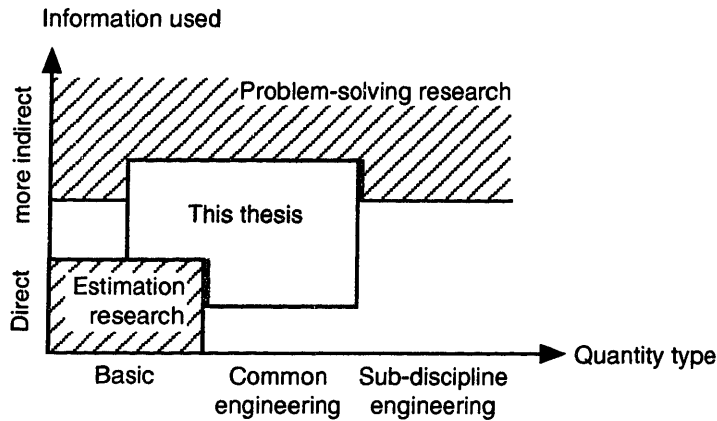 Information used
Problem-solving research
more indirect
This thesis
Direct
Estimation
research
Quantity type
Basic
Common
engineering
Sub-discipline
engineering